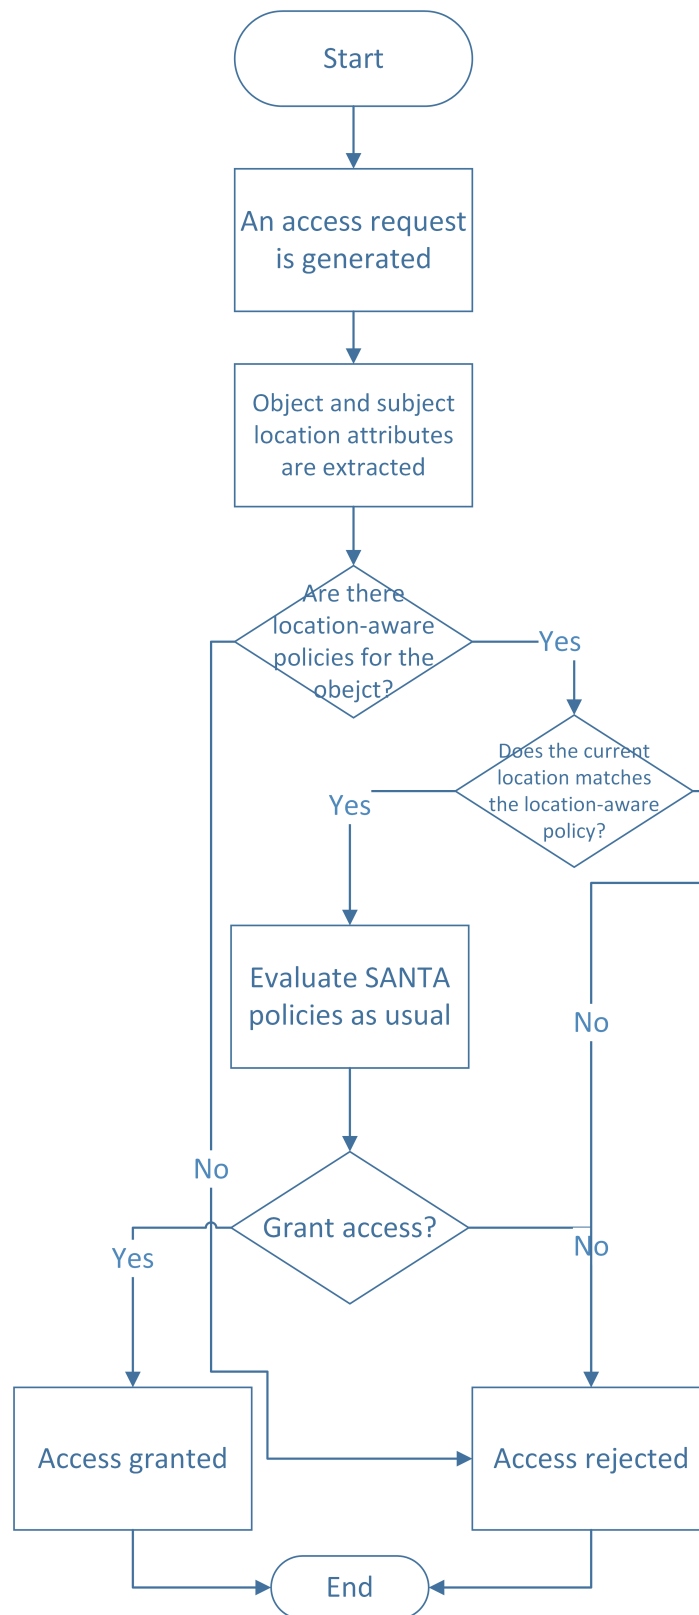 Start
An access request
is generated
Object and subject
location attributes
are extracted
Are there
location-aware
policies for the
obejct?
Yes
Does the current
location matches
the location-aware
policy?
Yes
Evaluate SANTA
policies as usual
No
No
Grant access?
Yes
No
Access granted
Access rejected
End